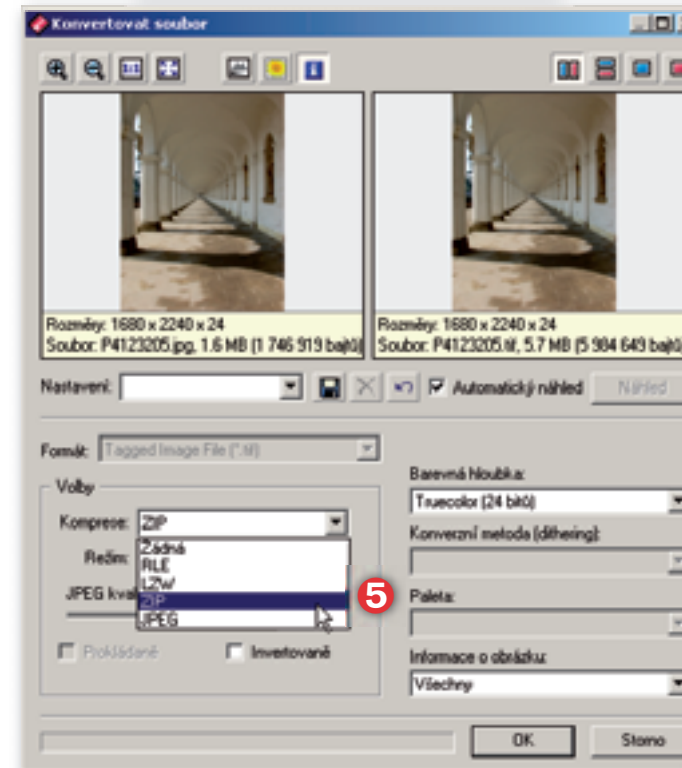 Konvertovat soubor
1:1
Rozměry: 1680 x 2240 x 24
Soubor: P4123205.jpg, 1.6 MB (1 746 919 bajtů)
Rozměry: 1680 x 2240 x 24
Soubor: P4123205.tif, 5.7 MB (5 984 649 bajtů)
Nastavení:
Automatický náhled
Náhled
Formát: Tagged Image File (*.tif)
Volby
Komprese: ZIP
Žádná
RLE
LZW
ZIP
JPEG
Režim:
JPEG kval
5
Prokládaně
Invertovaně
Barevná hloubka:
Truecolor (24 bitů)
Konverzní metoda (dithering):
Paleta:
Informace o obrázku:
Všechny
OK
Storno